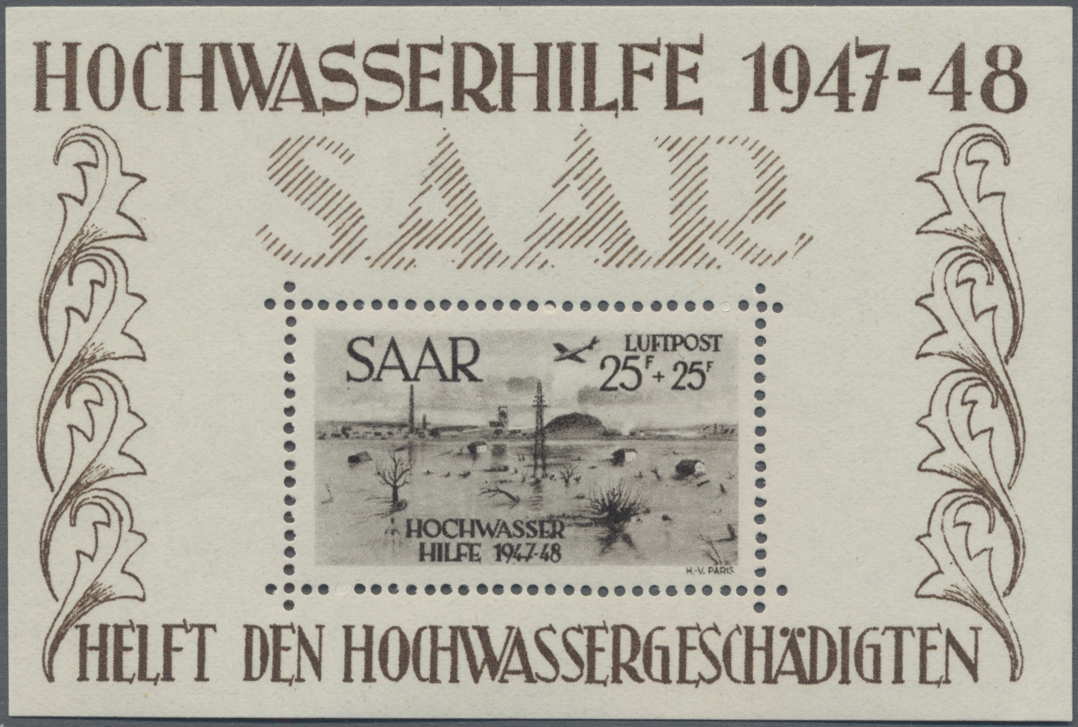 HOCHWASSERHILFE 1947-48
SAAR
SAAR
LUFTPOST
25F + 25F
HOCHWASSER
HILFE 1947-48
H.-V. PARIS
HELFT DEN HOCHWASSERGESCHÄDIGTEN